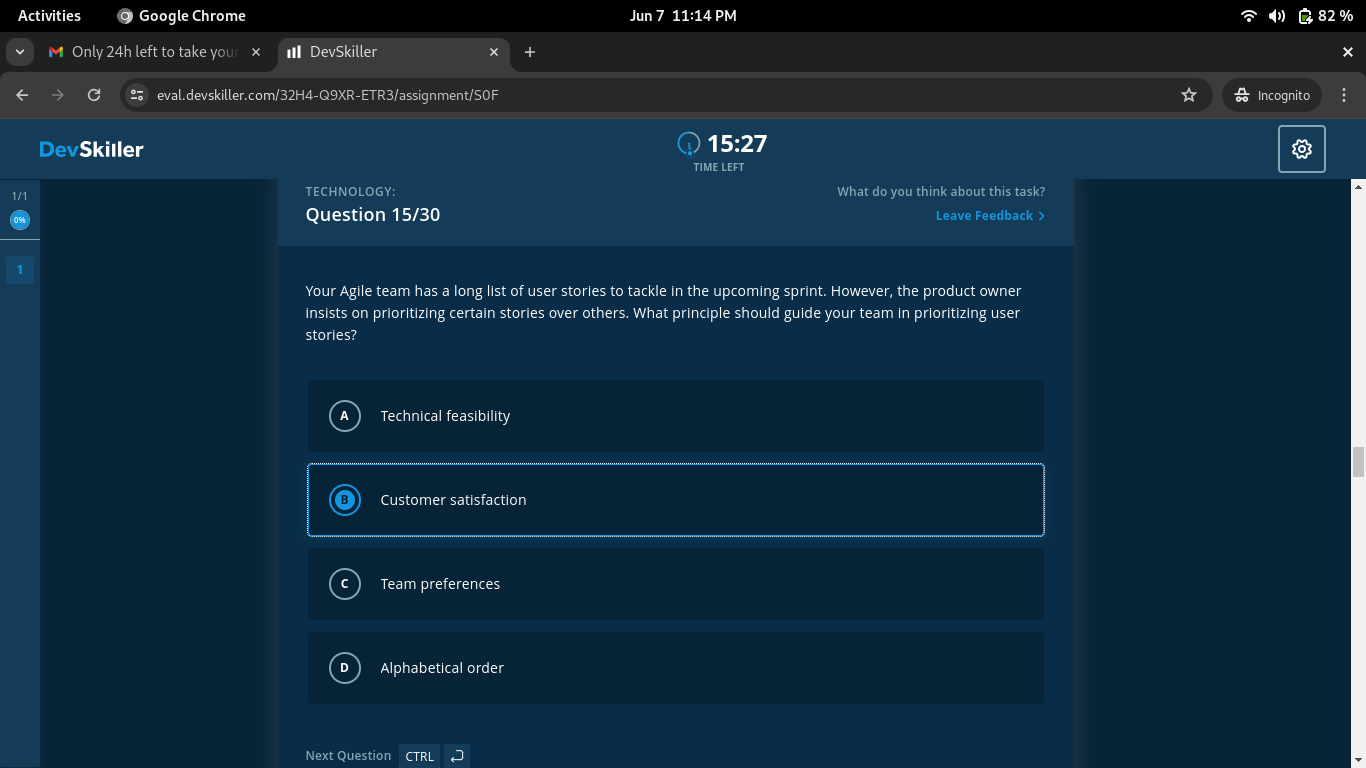 Activities Google Chrome Jun 7 11:14 PM 82 %
Only 24h left to take your DevSkiller
eval.devskiller.com/32H4-Q9XR-ETR3/assignment/S0F Incognito
DevSkiller 15:27
TIME LEFT
1/1
0%
1
TECHNOLOGY: What do you think about this task?
Question 15/30 Leave Feedback
Your Agile team has a long list of user stories to tackle in the upcoming sprint. However, the product owner
insists on prioritizing certain stories over others. What principle should guide your team in prioritizing user
stories?
A Technical feasibility
B Customer satisfaction
C Team preferences
D Alphabetical order
Next Question CTRL